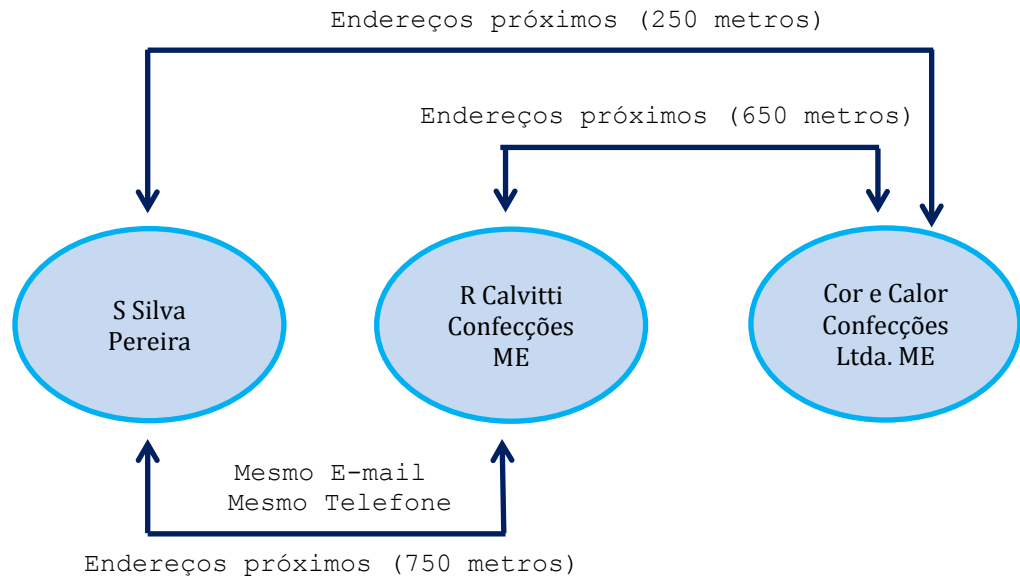 Endereços próximos (250 metros)
Endereços próximos (650 metros)
S Silva
Pereira
R Calvitti
Confecções
ME
Cor e Calor
Confecções
Ltda. ME
Mesmo E-mail
Mesmo Telefone
Endereços próximos (750 metros)